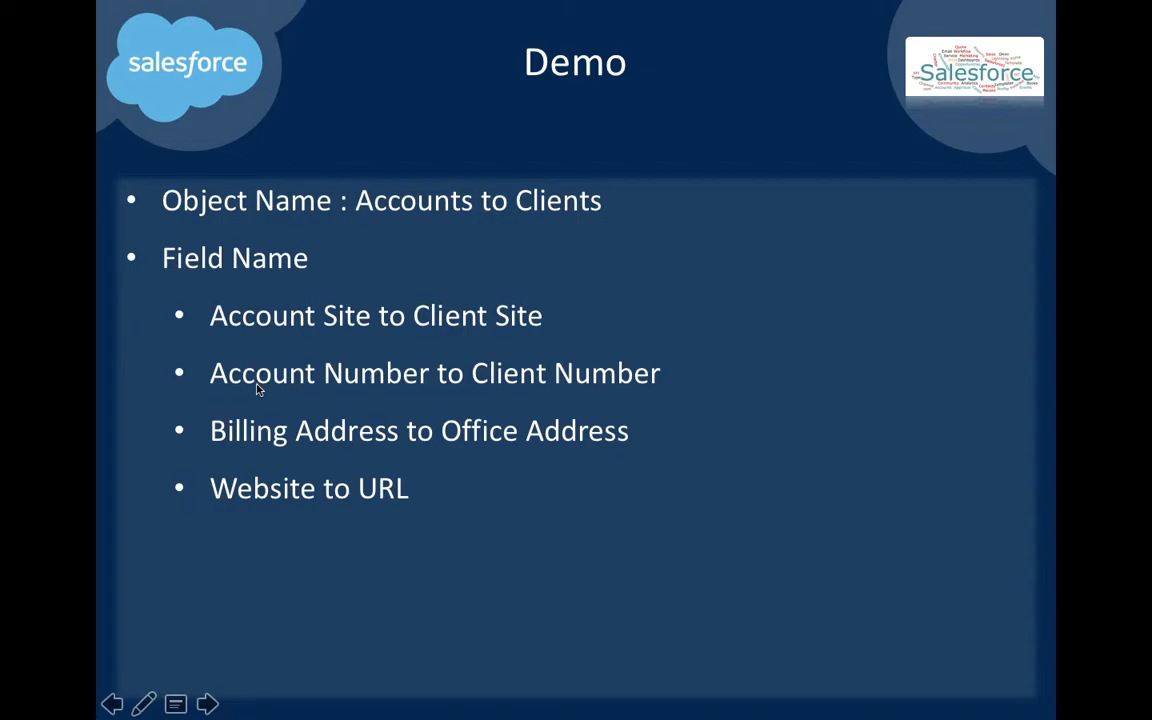 salesforce
Demo
Salesforce
Object Name : Accounts to Clients
Field Name
Account Site to Client Site
Account Number to Client Number
Billing Address to Office Address
Website to URL